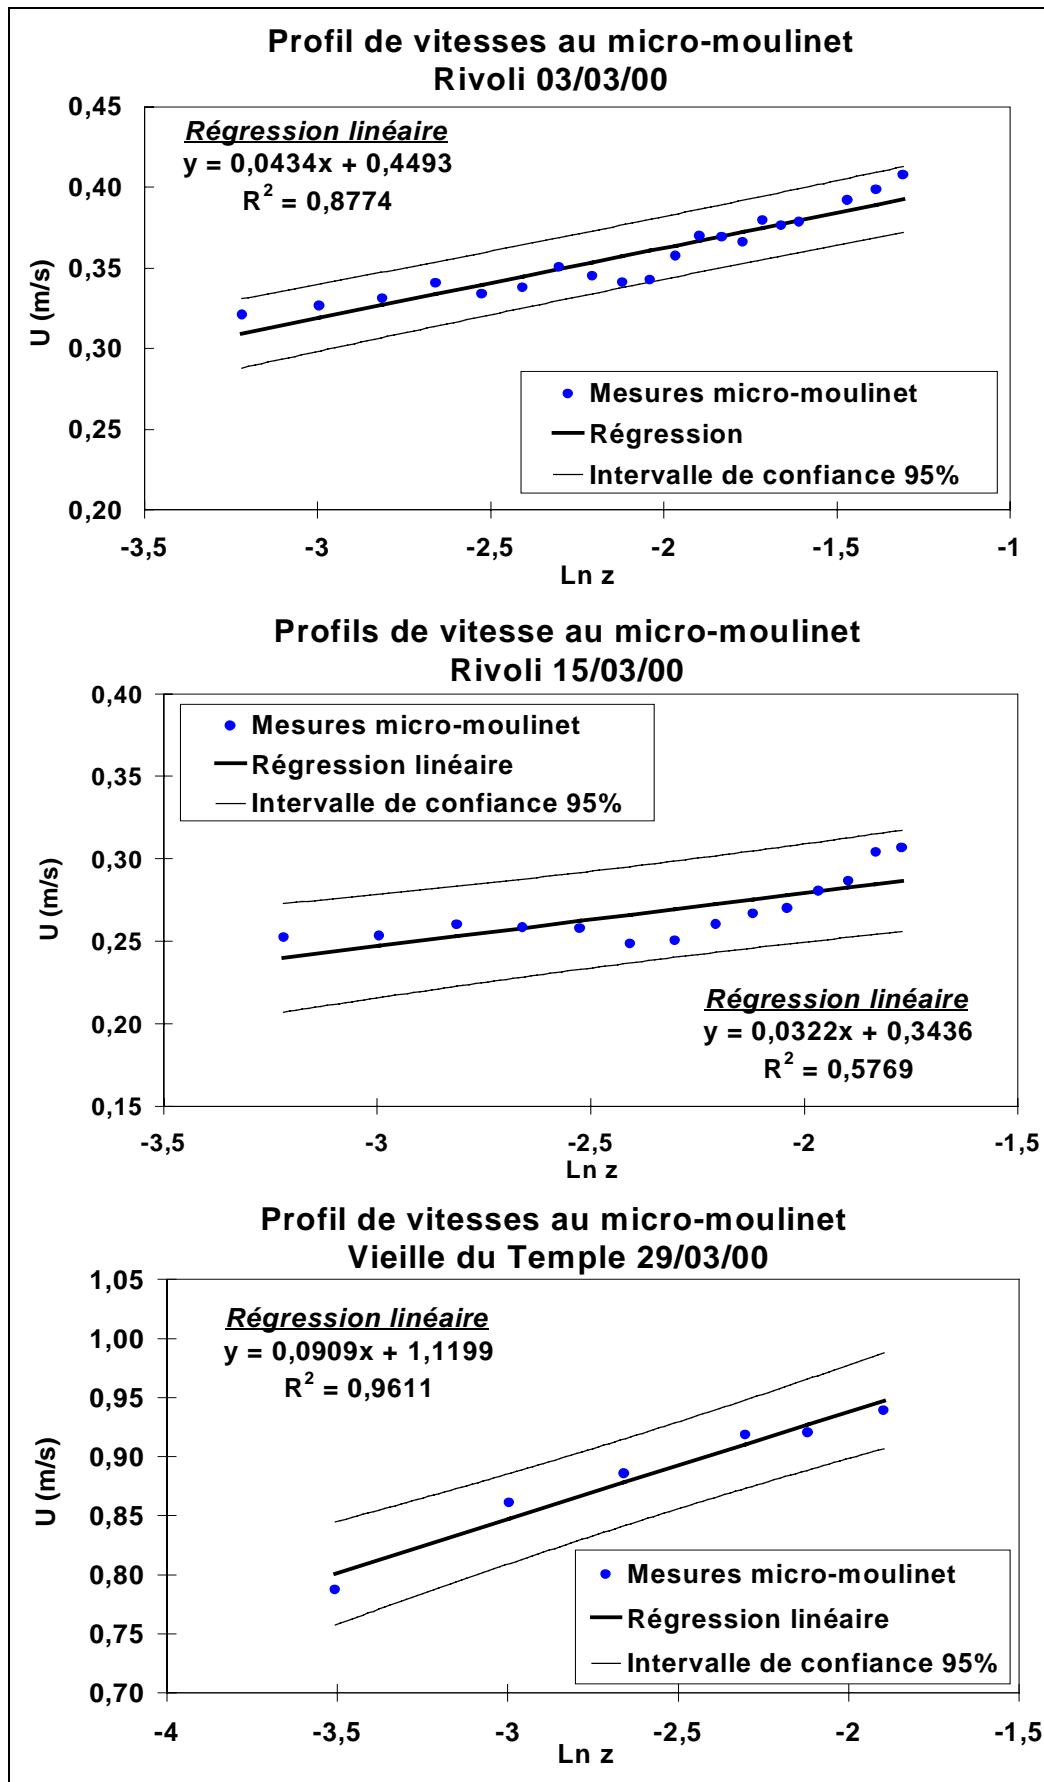 Profil de vitesses au micro-moulinet
Rivoli 03/03/00
0,45
0,40
0,35
0,30
0,25
0,20
U (m/s)
Régression linéaire
y = 0,0434x + 0,4493
R² = 0,8774
Mesures micro-moulinet
Régression
Intervalle de confiance 95%
-3,5 -3 -2,5 -2 -1,5 -1
Ln z
Profils de vitesse au micro-moulinet
Rivoli 15/03/00
0,40
0,35
0,30
0,25
0,20
0,15
U (m/s)
Mesures micro-moulinet
Régression linéaire
Intervalle de confiance 95%
Régression linéaire
y = 0,0322x + 0,3436
R² = 0,5769
-3,5 -3 -2,5 -2 -1,5
Ln z
Profil de vitesses au micro-moulinet
Vieille du Temple 29/03/00
1,05
1,00
0,95
0,90
0,85
0,80
0,75
0,70
U (m/s)
Régression linéaire
y = 0,0909x + 1,1199
R² = 0,9611
Mesures micro-moulinet
Régression linéaire
Intervalle de confiance 95%
-4 -3,5 -3 -2,5 -2 -1,5
Ln z